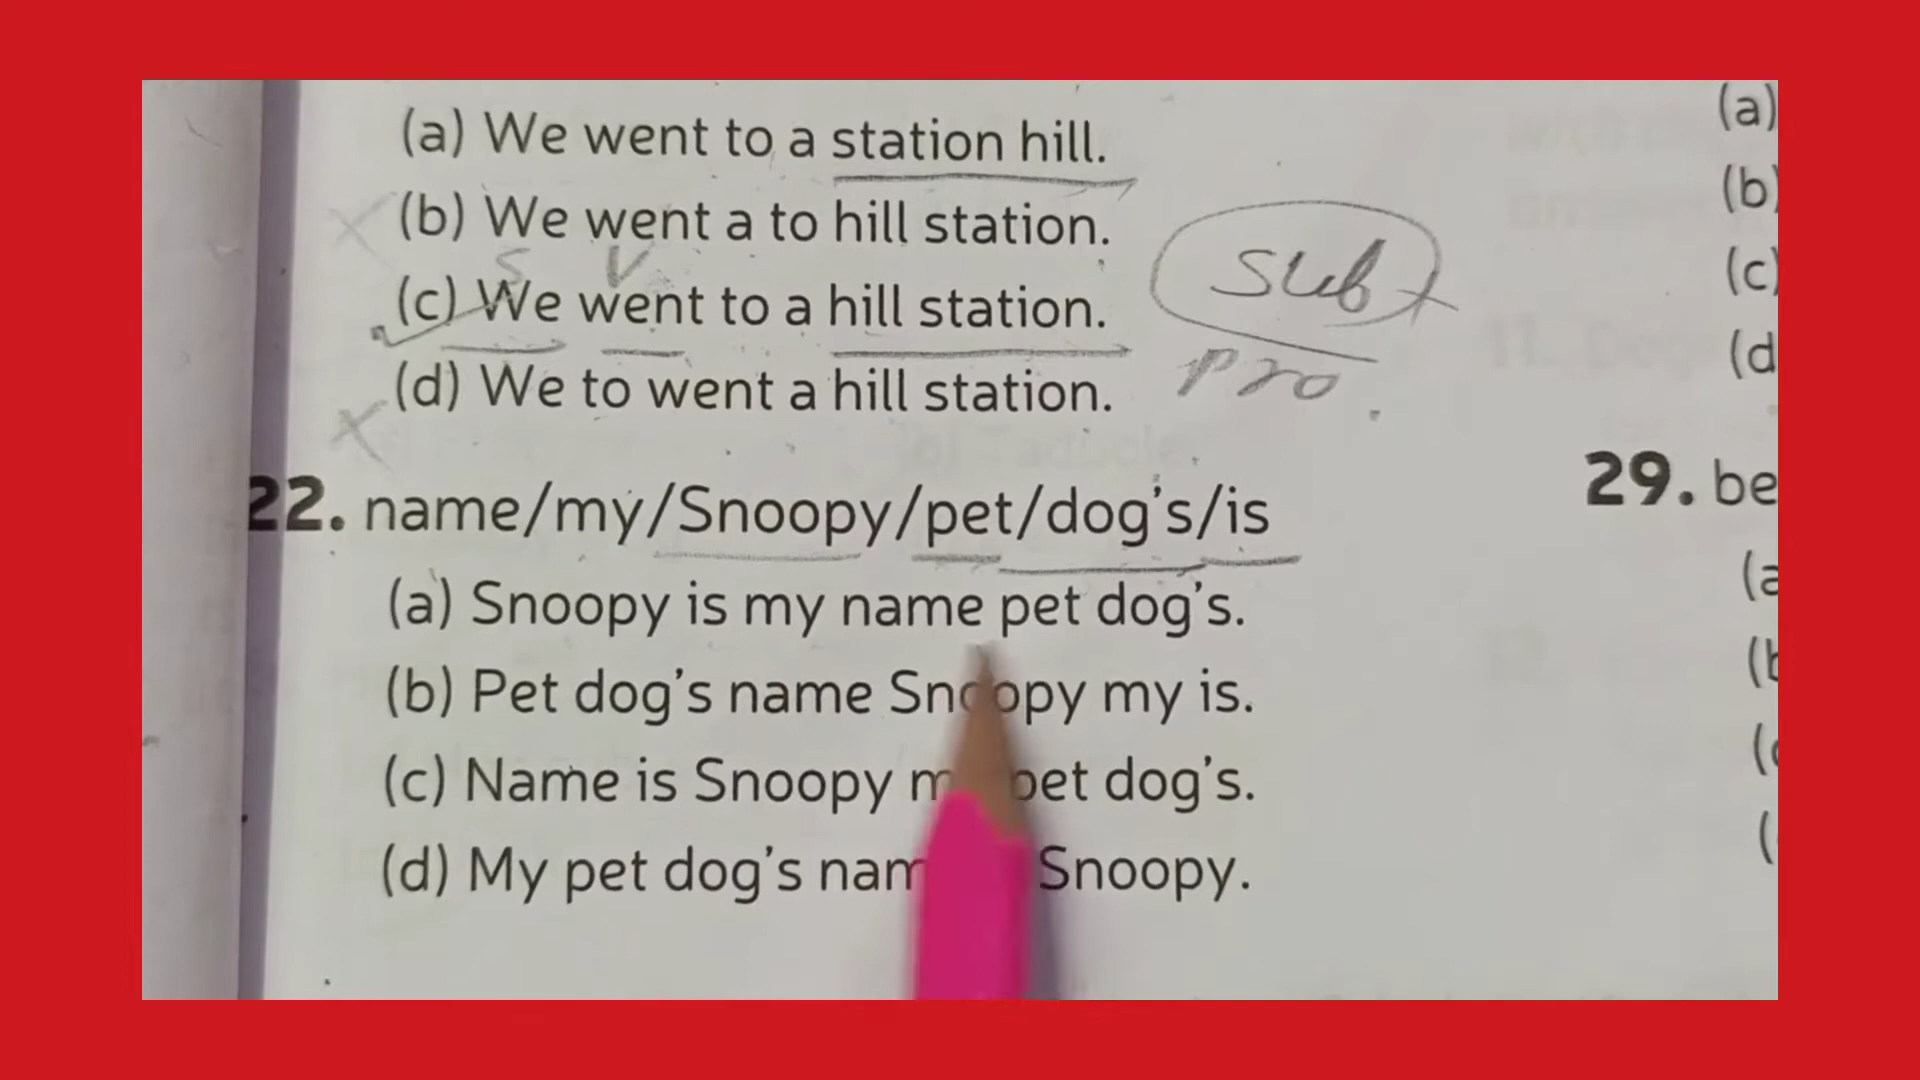 (a) We went to a station hill.
(b) We went a to hill station.
S V
(c) We went to a hill station.
(d) We to went a hill station.
Sub
pro.
22. name/my/Snoopy/pet/dog's/is
(a) Snoopy is my name pet dog's.
(b) Pet dog's name Snoopy my is.
(c) Name is Snoopy pet dog's.
(d) My pet dog's Snoopy.
(a)
(b)
(c)
(d
29. be